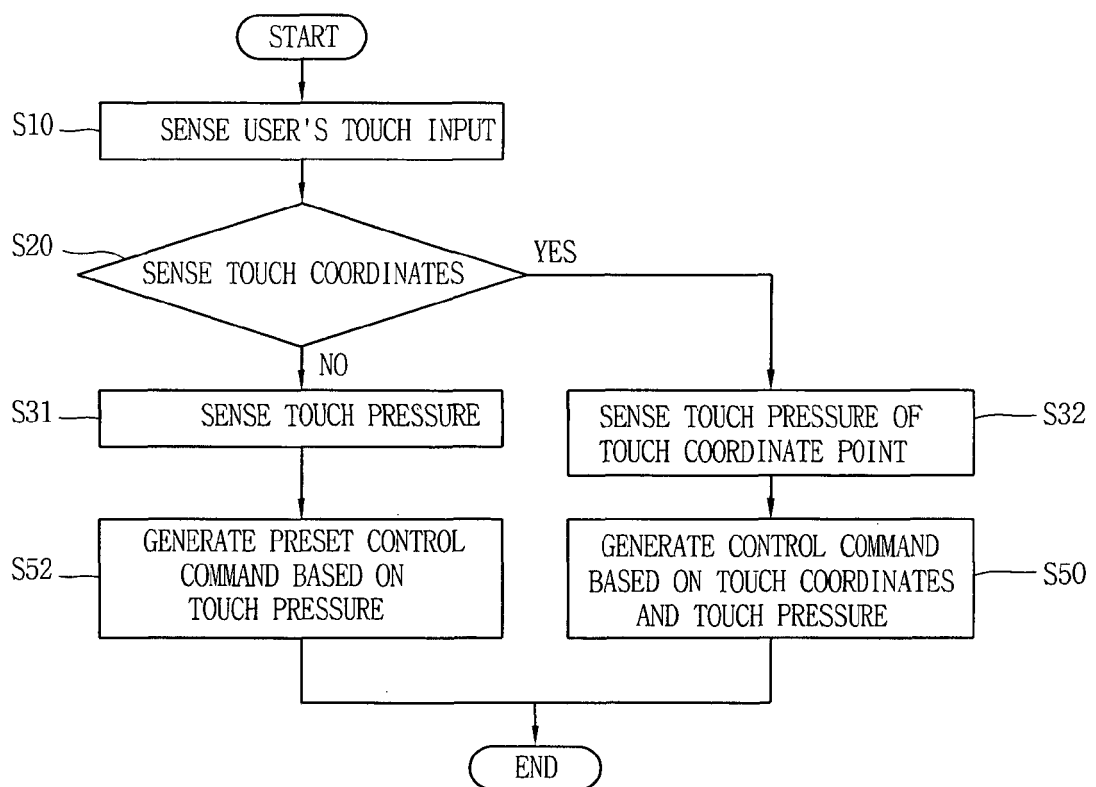 START
S10
SENSE USER'S TOUCH INPUT
S20
SENSE TOUCH COORDINATES
YES
NO
S31
SENSE TOUCH PRESSURE
SENSE TOUCH PRESSURE OF
TOUCH COORDINATE POINT
S32
S52
GENERATE PRESET CONTROL
COMMAND BASED ON
TOUCH PRESSURE
GENERATE CONTROL COMMAND
BASED ON TOUCH COORDINATES
AND TOUCH PRESSURE
S50
END